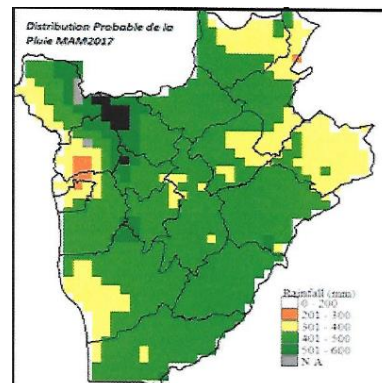 Distribution Probable de la
Pluie MAM2017
Rainfall (mm)
0 - 200
201 - 300
301 - 400
401 - 500
501 - 600
N A